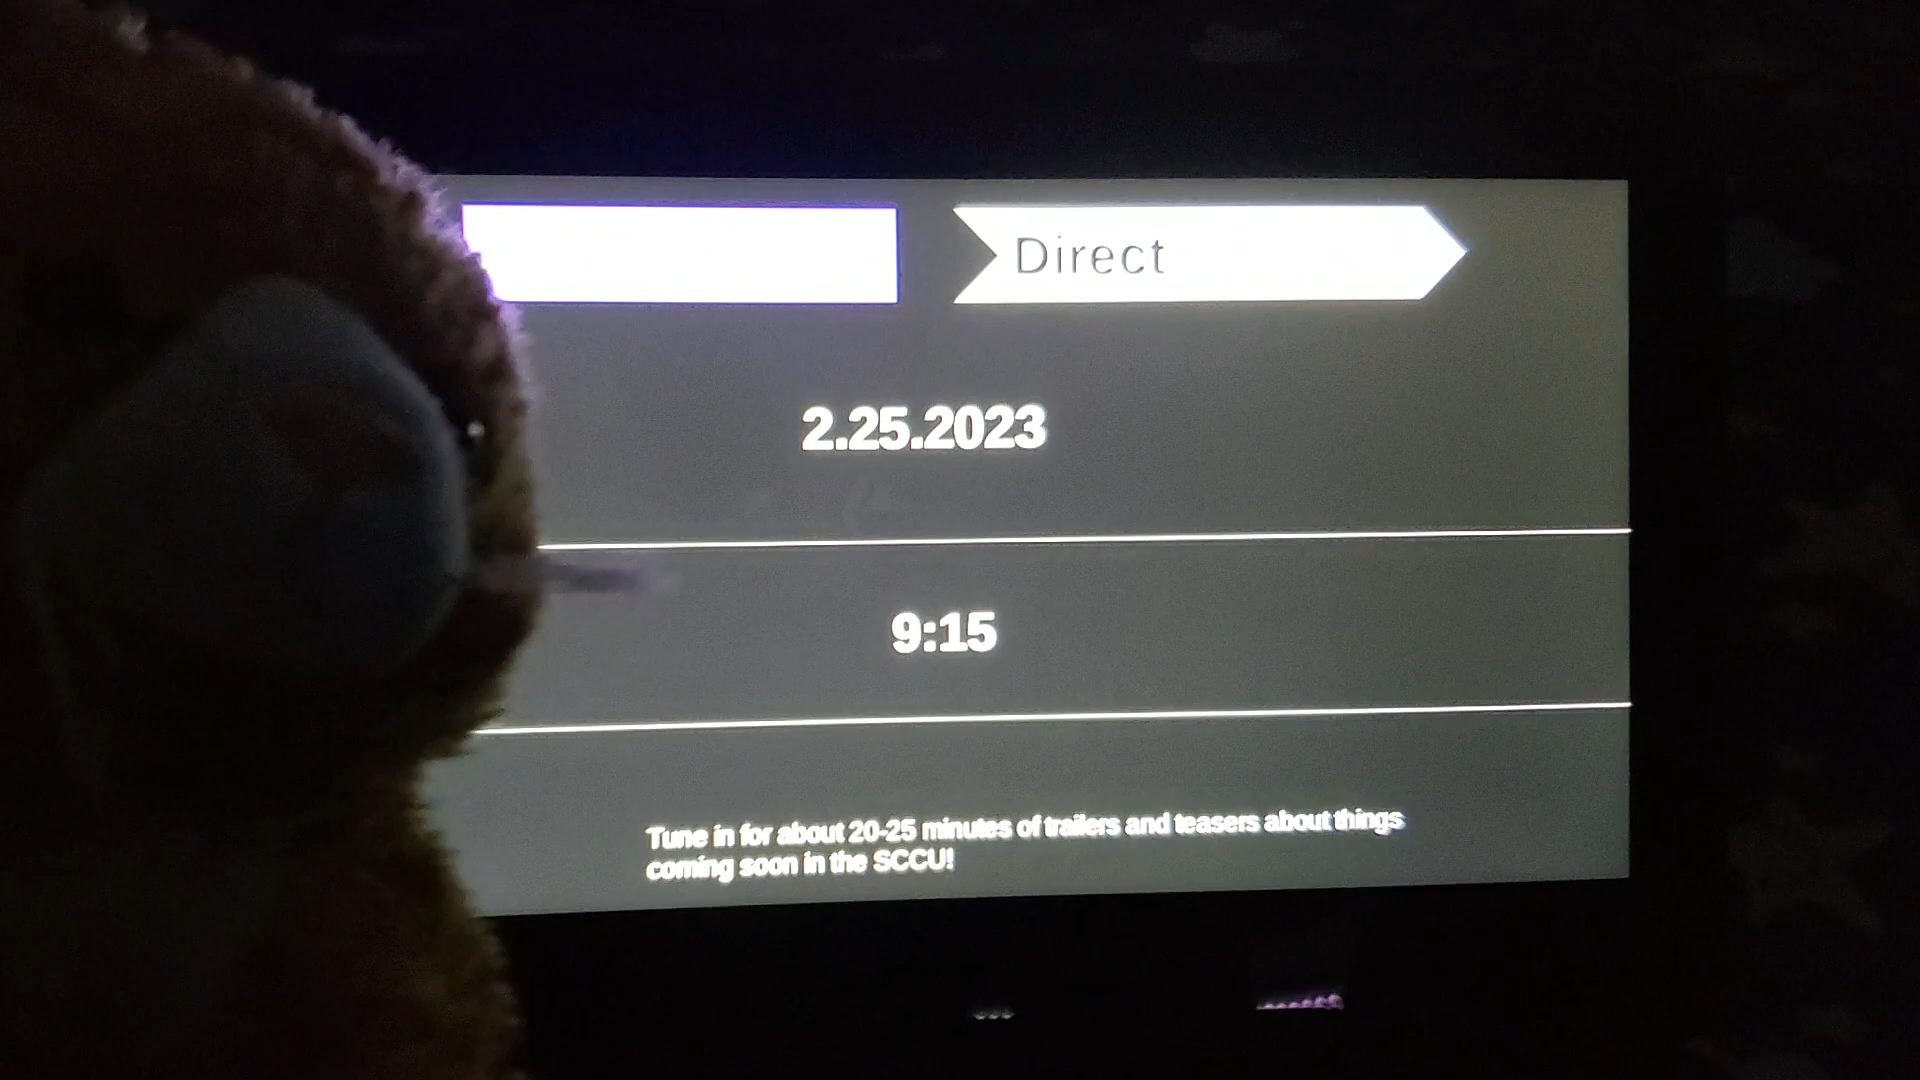 Direct
2.25.2023
9:15
Tune in for about 20-25 minutes of trailers and teasers about things
coming soon in the SCCU!